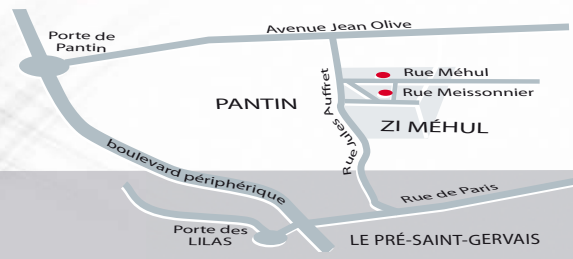 Avenue Jean Olive
Porte de
Pantin
Rue Méhul
Rue Meissonnier
PANTIN
Rue Jules Auffret
ZI MÉHUL
boulevard périphérique
Rue de Paris
Porte des
LILAS
LE PRÉ-SAINT-GERVAIS